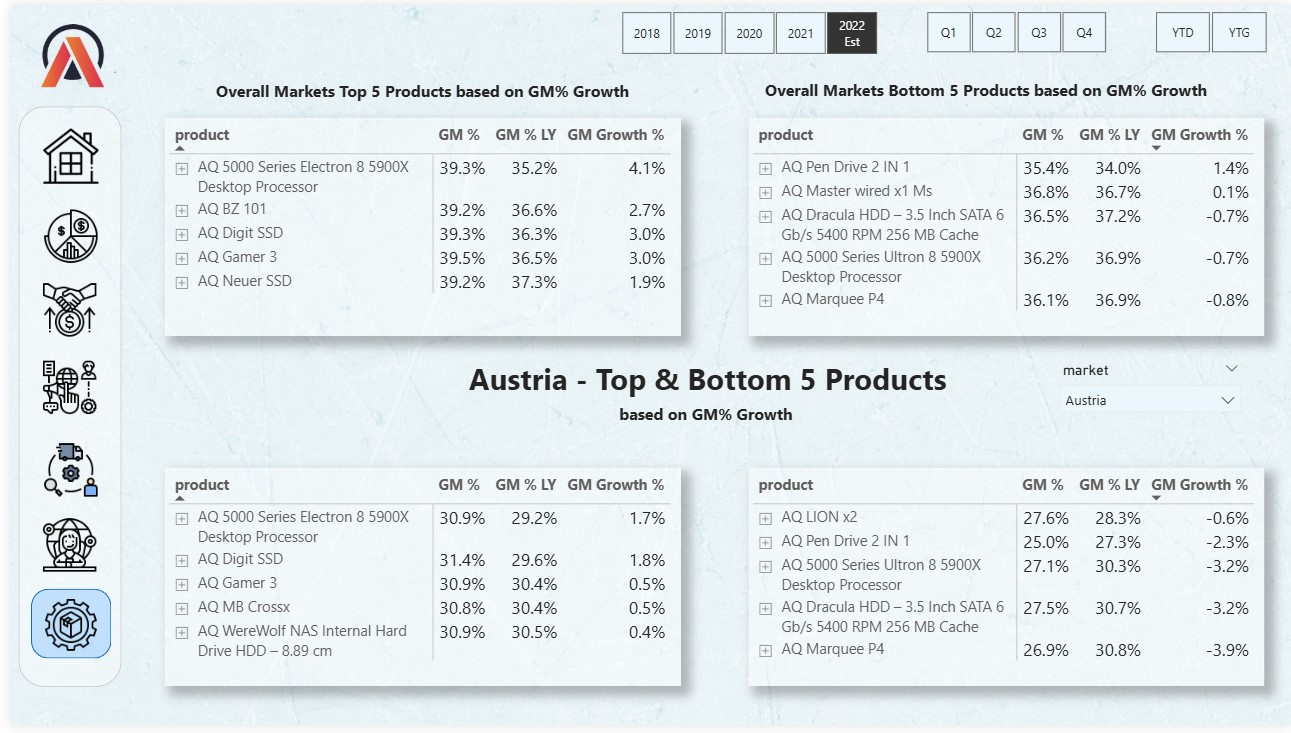 2018 2019 2020 2021 2022 Est Q1 Q2 Q3 Q4 YTD YTG
Overall Markets Top 5 Products based on GM% Growth
product GM % GM % LY GM Growth %
AQ 5000 Series Electron 8 5900X 39.3% 35.2% 4.1%
Desktop Processor
AQ BZ 101 39.2% 36.6% 2.7%
AQ Digit SSD 39.3% 36.3% 3.0%
AQ Gamer 3 39.5% 36.5% 3.0%
AQ Neuer SSD 39.2% 37.3% 1.9%
Overall Markets Bottom 5 Products based on GM% Growth
product GM % GM % LY GM Growth %
AQ Pen Drive 2 IN 1 35.4% 34.0% 1.4%
AQ Master wired x1 Ms 36.8% 36.7% 0.1%
AQ Dracula HDD – 3.5 Inch SATA 6 36.5% 37.2% -0.7%
Gb/s 5400 RPM 256 MB Cache
AQ 5000 Series Ultron 8 5900X 36.2% 36.9% -0.7%
Desktop Processor
AQ Marquee P4 36.1% 36.9% -0.8%
Austria - Top & Bottom 5 Products
based on GM% Growth
market
Austria
product GM % GM % LY GM Growth %
AQ 5000 Series Electron 8 5900X 30.9% 29.2% 1.7%
Desktop Processor
AQ Digit SSD 31.4% 29.6% 1.8%
AQ Gamer 3 30.9% 30.4% 0.5%
AQ MB Crossx 30.8% 30.4% 0.5%
AQ WereWolf NAS Internal Hard 30.9% 30.5% 0.4%
Drive HDD – 8.89 cm
product GM % GM % LY GM Growth %
AQ LION x2 27.6% 28.3% -0.6%
AQ Pen Drive 2 IN 1 25.0% 27.3% -2.3%
AQ 5000 Series Ultron 8 5900X 27.1% 30.3% -3.2%
Desktop Processor
AQ Dracula HDD – 3.5 Inch SATA 6 27.5% 30.7% -3.2%
Gb/s 5400 RPM 256 MB Cache
AQ Marquee P4 26.9% 30.8% -3.9%